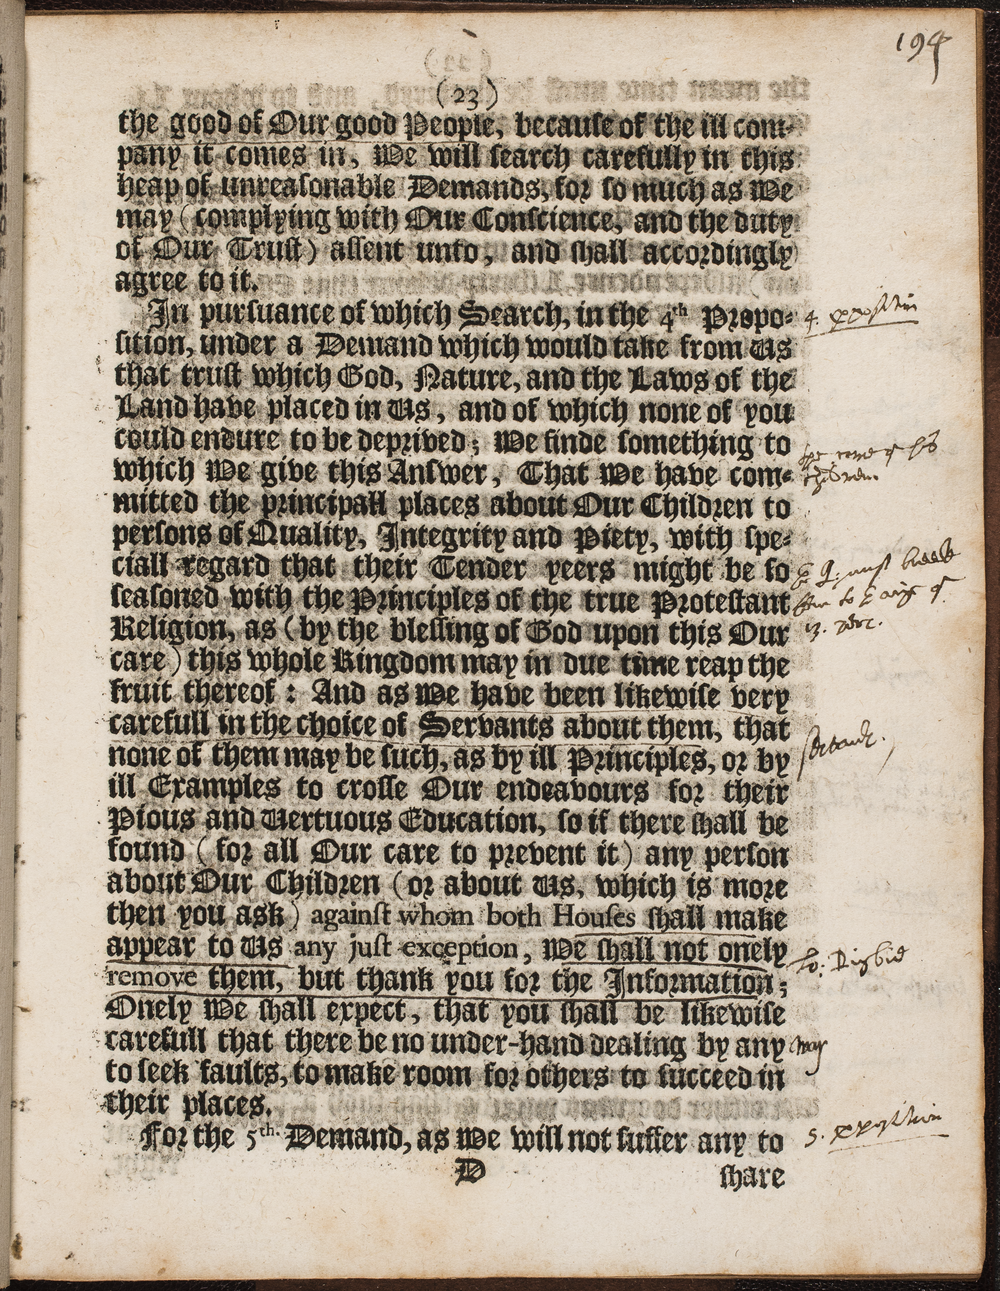 194
(23)
the good of Our good People, because of the ill com-
pany it comes in, We will search carefully in this
heap of unreasonable Demands, for so much as We
may (complying with Our Conscience, and the duty
of Our Trust) assent unto, and shall accordingly
agree to it.
In pursuance of which Search, in the 4th Propo-
sition, under a Demand which would take from Us
that trust which God, Nature, and the Laws of the
Land have placed in Us, and of which none of you
could endure to be deprived; We finde something to
which We give this Answer, That We have com-
mitted the principall places about Our Children to
persons of Quality, Integrity and Piety, with spe-
ciall regard that their Tender yeers might be so
seasoned with the Principles of the true Protestant
Religion, as (by the blessing of God upon this Our
care) this whole Kingdom may in due time reap the
fruit thereof: And as We have been likewise very
carefull in the choice of Servants about them, that
none of them may be such, as by ill Principles, or by
ill Examples to crosse Our endeavours for their
Pious and Vertuous Education, so if there shall be
found (for all Our care to prevent it) any person
about Our Children (or about Us, which is more
then you ask) against whom both Houses shall make
appear to Us any just exception, We shall not onely
remove them, but thank you for the Information;
Onely We shall expect, that you shall be likewise
carefull that there be no under-hand dealing by any
to seek faults, to make room for others to succeed in
their places.
For the 5th. Demand, as We will not suffer any to
D
share
4. proposition
children.
Servants.
lo: Digbie
may
5. proposition